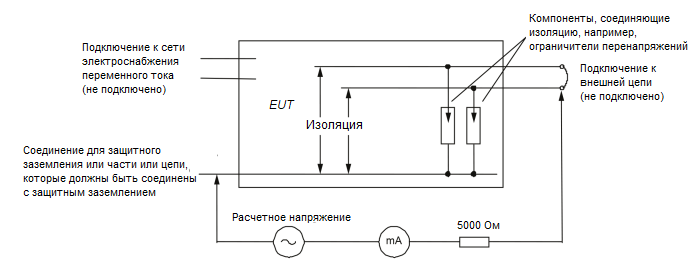 Компоненты, соединяющие
изоляцию, например,
ограничители перенапряжений
Подключение к сети
электроснабжения
переменного тока
(не подключено)
Подключение к
внешней цепи
(не подключено)
EUT
Изоляция
Соединение для защитного
заземления или части или цепи,
которые должны быть соединены
с защитным заземлением
Расчетное напряжение
mA
5000 Ом